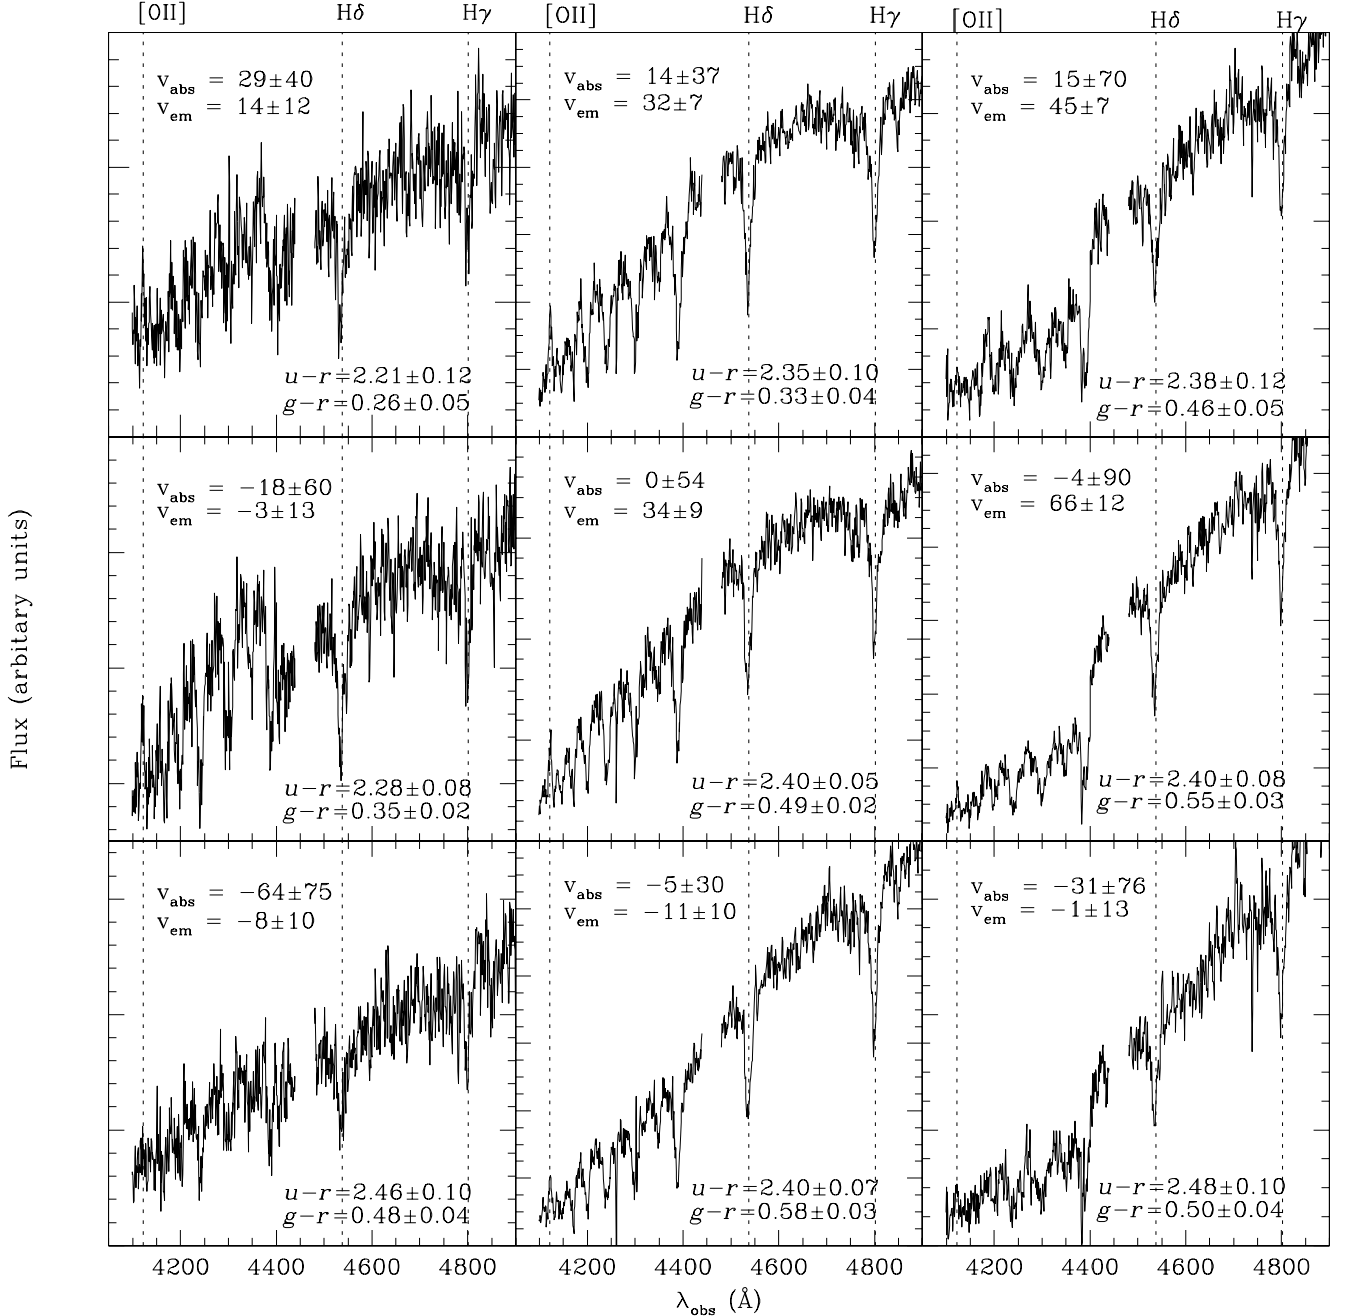 [OII] Hδ Hγ [OII] Hδ Hγ [OII] Hδ Hγ
v_abs = 29±40
v_em = 14±12
u−r=2.21±0.12
g−r=0.26±0.05
v_abs = 14±37
v_em = 32±7
u−r=2.35±0.10
g−r=0.33±0.04
v_abs = 15±70
v_em = 45±7
u−r=2.38±0.12
g−r=0.46±0.05
v_abs = −18±60
v_em = −3±13
u−r=2.28±0.08
g−r=0.35±0.02
v_abs = 0±54
v_em = 34±9
u−r=2.40±0.05
g−r=0.49±0.02
v_abs = −4±90
v_em = 66±12
u−r=2.40±0.08
g−r=0.55±0.03
v_abs = −64±75
v_em = −8±10
u−r=2.46±0.10
g−r=0.48±0.04
v_abs = −5±30
v_em = −11±10
u−r=2.40±0.07
g−r=0.58±0.03
v_abs = −31±76
v_em = −1±13
u−r=2.48±0.10
g−r=0.50±0.04
Flux (arbitary units)
4200 4400 4600 4800 4200 4400 4600 4800 4200 4400 4600 4800
λ_obs (Å)